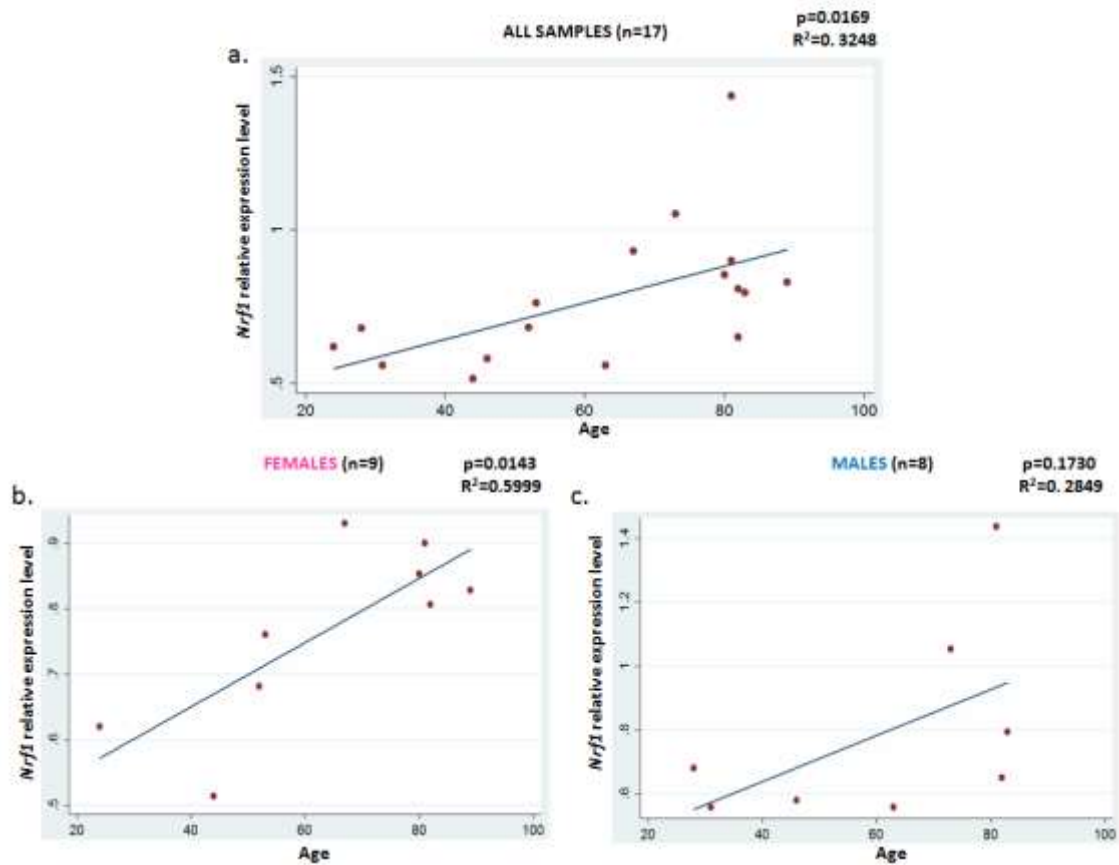 ALL SAMPLES (n=17)
p=0.0169
R²=0. 3248
a.
Nrf1 relative expression level
1.5
1
.5
20 40 60 80 100
Age
FEMALES (n=9)
p=0.0143
R²=0.5999
b.
Nrf1 relative expression level
.9
.8
.7
.6
.5
20 40 60 80 100
Age
MALES (n=8)
p=0.1730
R²=0. 2849
c.
Nrf1 relative expression level
1.4
1.2
1
.8
.6
20 40 60 80 100
Age